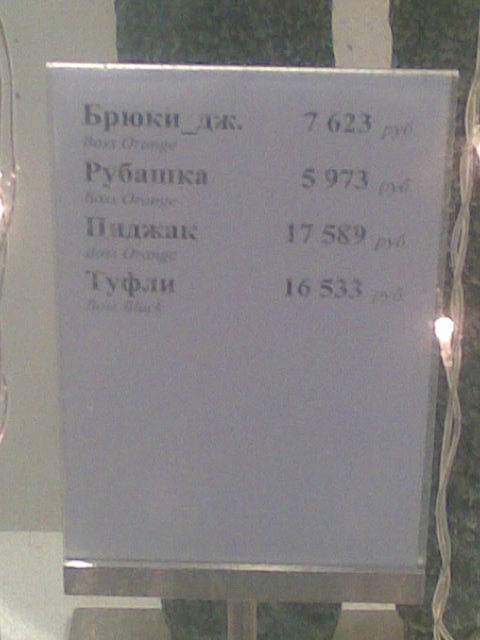 Брюки_дж. 7 623 руб.
Boss Orange
Рубашка 5 973 руб.
Boss Orange
Пиджак 17 589 руб.
Boss Orange
Туфли 16 533 руб.
Boss Black